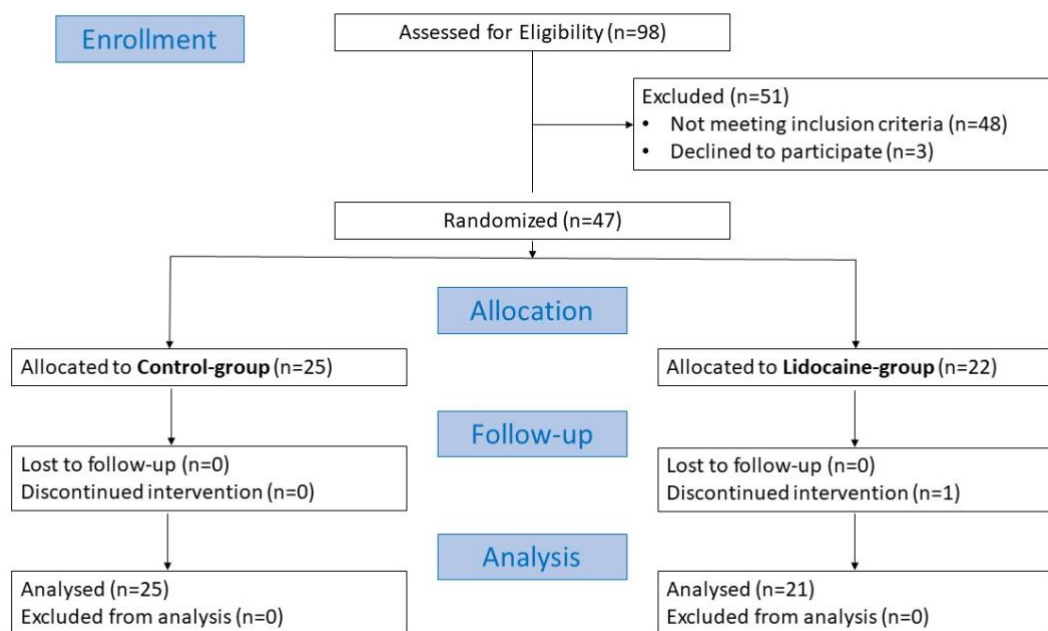 Enrollment
Assessed for Eligibility (n=98)
Excluded (n=51)
• Not meeting inclusion criteria (n=48)
• Declined to participate (n=3)
Randomized (n=47)
Allocation
Allocated to Control-group (n=25)
Allocated to Lidocaine-group (n=22)
Follow-up
Lost to follow-up (n=0)
Discontinued intervention (n=0)
Lost to follow-up (n=0)
Discontinued intervention (n=1)
Analysis
Analysed (n=25)
Excluded from analysis (n=0)
Analysed (n=21)
Excluded from analysis (n=0)